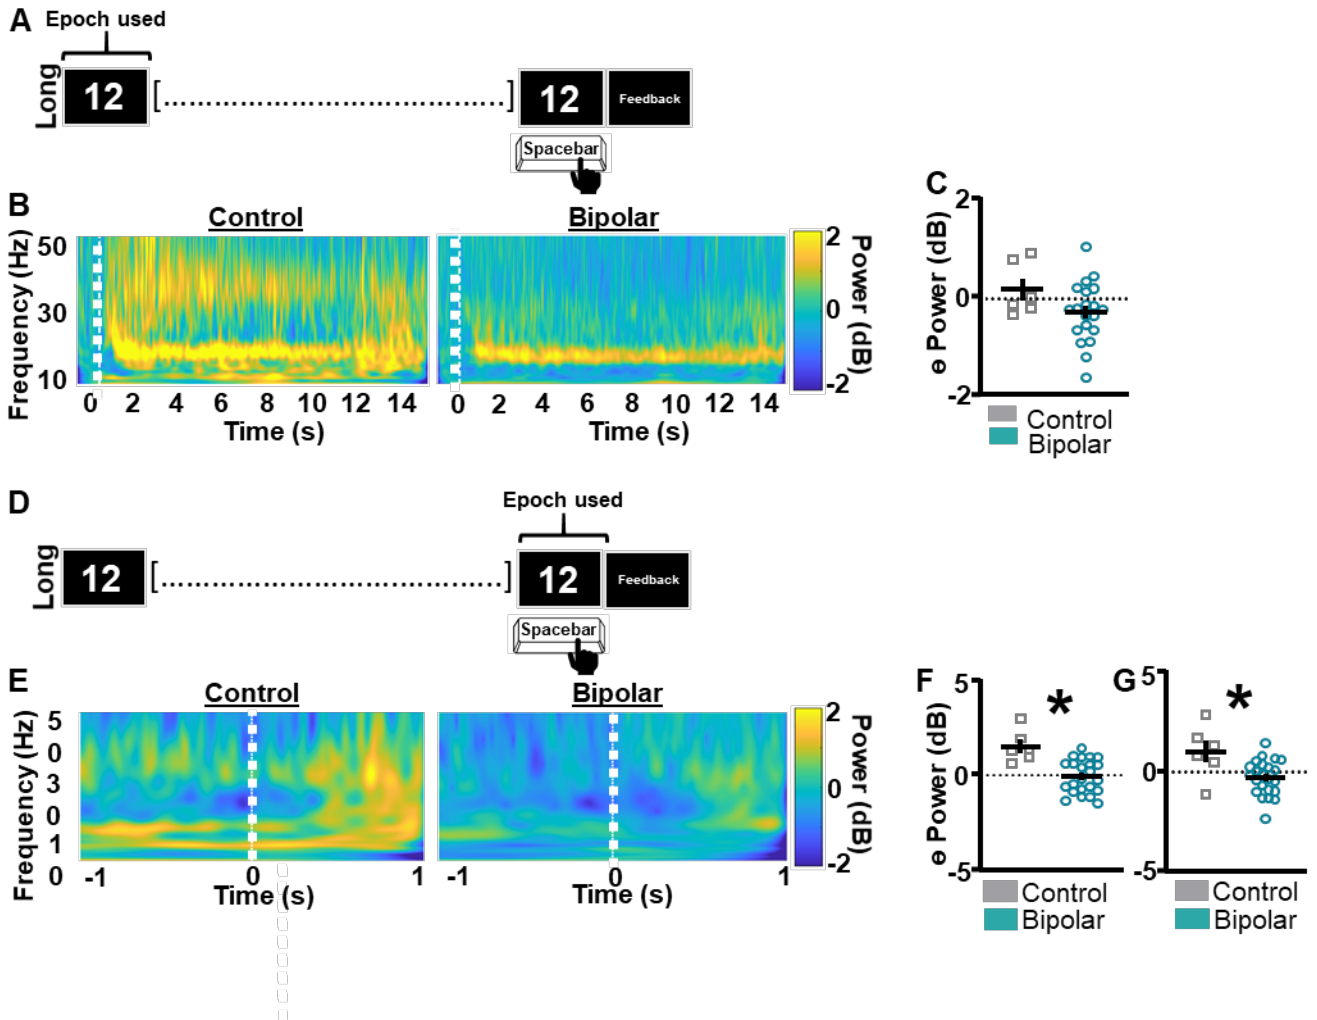 A
Epoch used
Long
12
[..........................................]
12
Feedback
Spacebar
B
Control
Bipolar
Frequency (Hz)
50
30
10
0 2 4 6 8 10 12 14
Time (s)
0 2 4 6 8 10 12 14
Time (s)
2
0
-2
Power (dB)
C
ɵ Power (dB)
2
0
-2
Control
Bipolar
D
Epoch used
Long
12
[..........................................]
12
Feedback
Spacebar
E
Control
Bipolar
Frequency (Hz)
5
0
3
0
1
0
-1 0 1
Time (s)
-1 0 1
Time (s)
2
0
-2
Power (dB)
F
ɵ Power (dB)
5
0
-5
*
Control
Bipolar
G
5
0
-5
*
Control
Bipolar